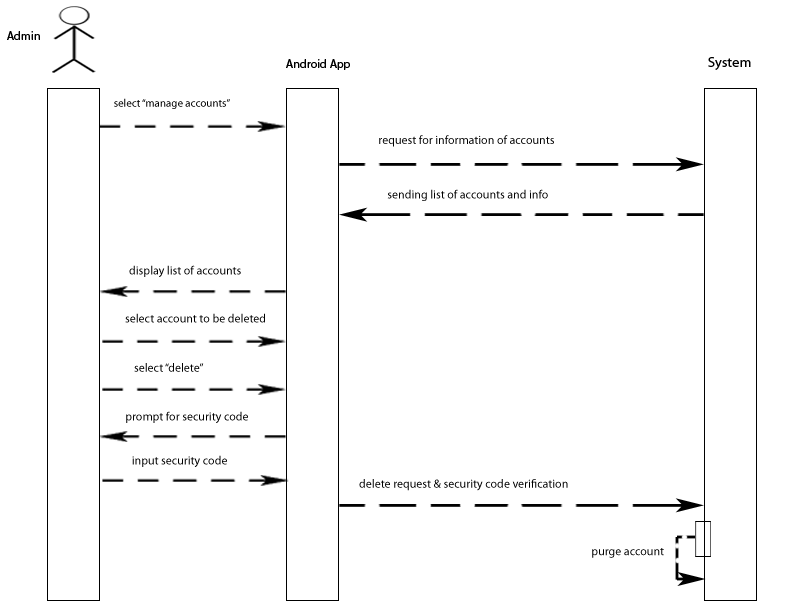 Admin
Android App
System
select “manage accounts”
request for information of accounts
sending list of accounts and info
display list of accounts
select account to be deleted
select “delete”
prompt for security code
input security code
delete request & security code verification
purge account